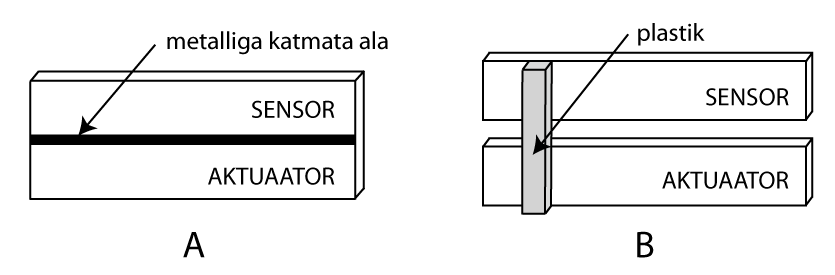 metalliga katmata ala
SENSOR
AKTUAATOR
A
plastik
SENSOR
AKTUAATOR
B